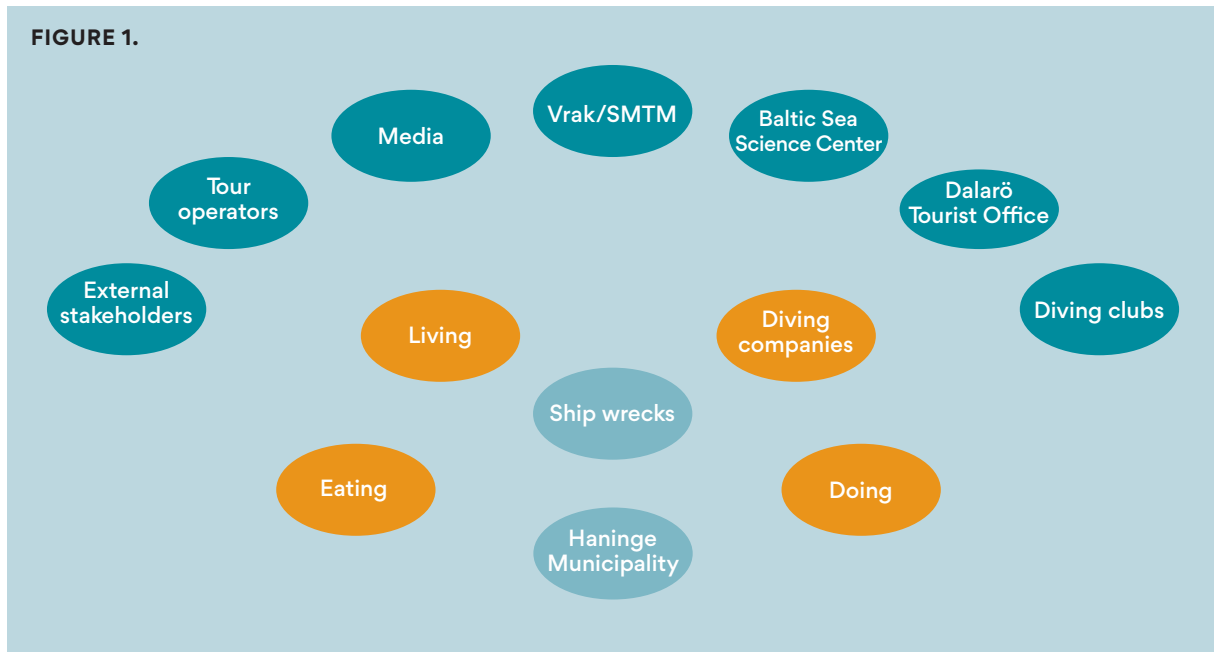 FIGURE 1.
Vrak/SMTM
Media
Baltic Sea
Science Center
Tour
operators
Dalarö
Tourist Office
External
stakeholders
Diving clubs
Living
Diving
companies
Ship wrecks
Eating
Doing
Haninge
Municipality